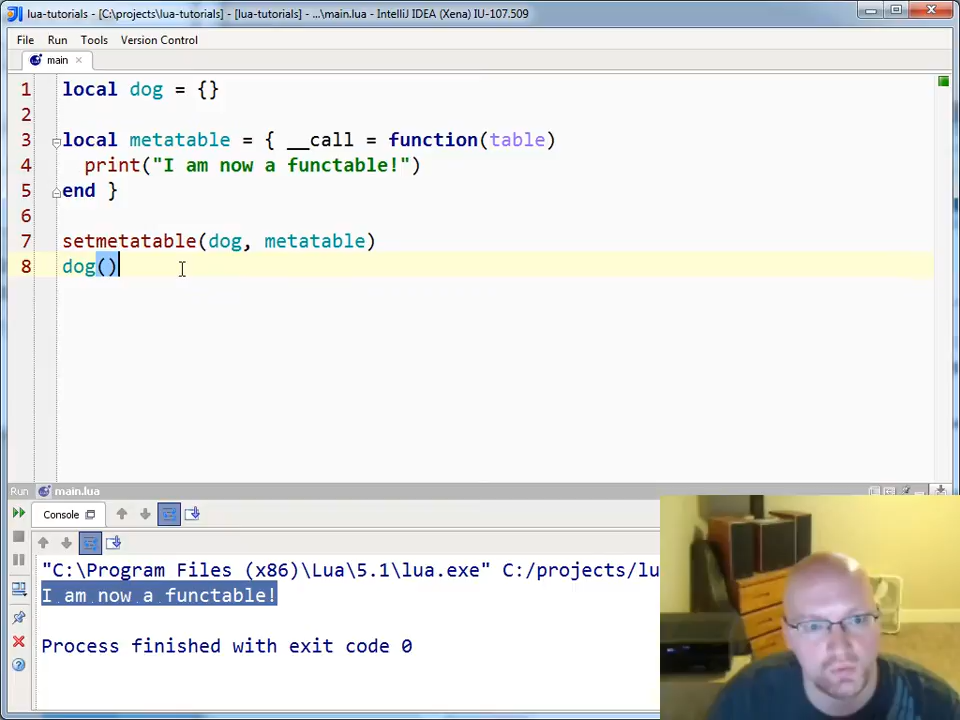 lua-tutorials - [C:\projects\lua-tutorials] - [lua-tutorials] - ...\main.lua - IntelliJ IDEA (Xena) IU-107.509
File Run Tools Version Control
main
1 local dog = {}
2
3 local metatable = { __call = function(table)
4 print("I am now a functable!")
5 end }
6
7 setmetatable(dog, metatable)
8 dog()
Run main.lua
Console
"C:\Program Files (x86)\Lua\5.1\lua.exe" C:/projects/lu
I am now a functable!
Process finished with exit code 0